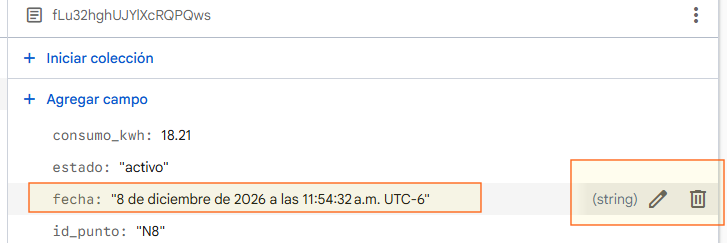 fLu32hghUJYlXcRQPQws
Iniciar colección
Agregar campo
consumo_kwh: 18.21
estado: "activo"
fecha: "8 de diciembre de 2026 a las 11:54:32 a.m. UTC-6" (string)
id_punto: "N8"